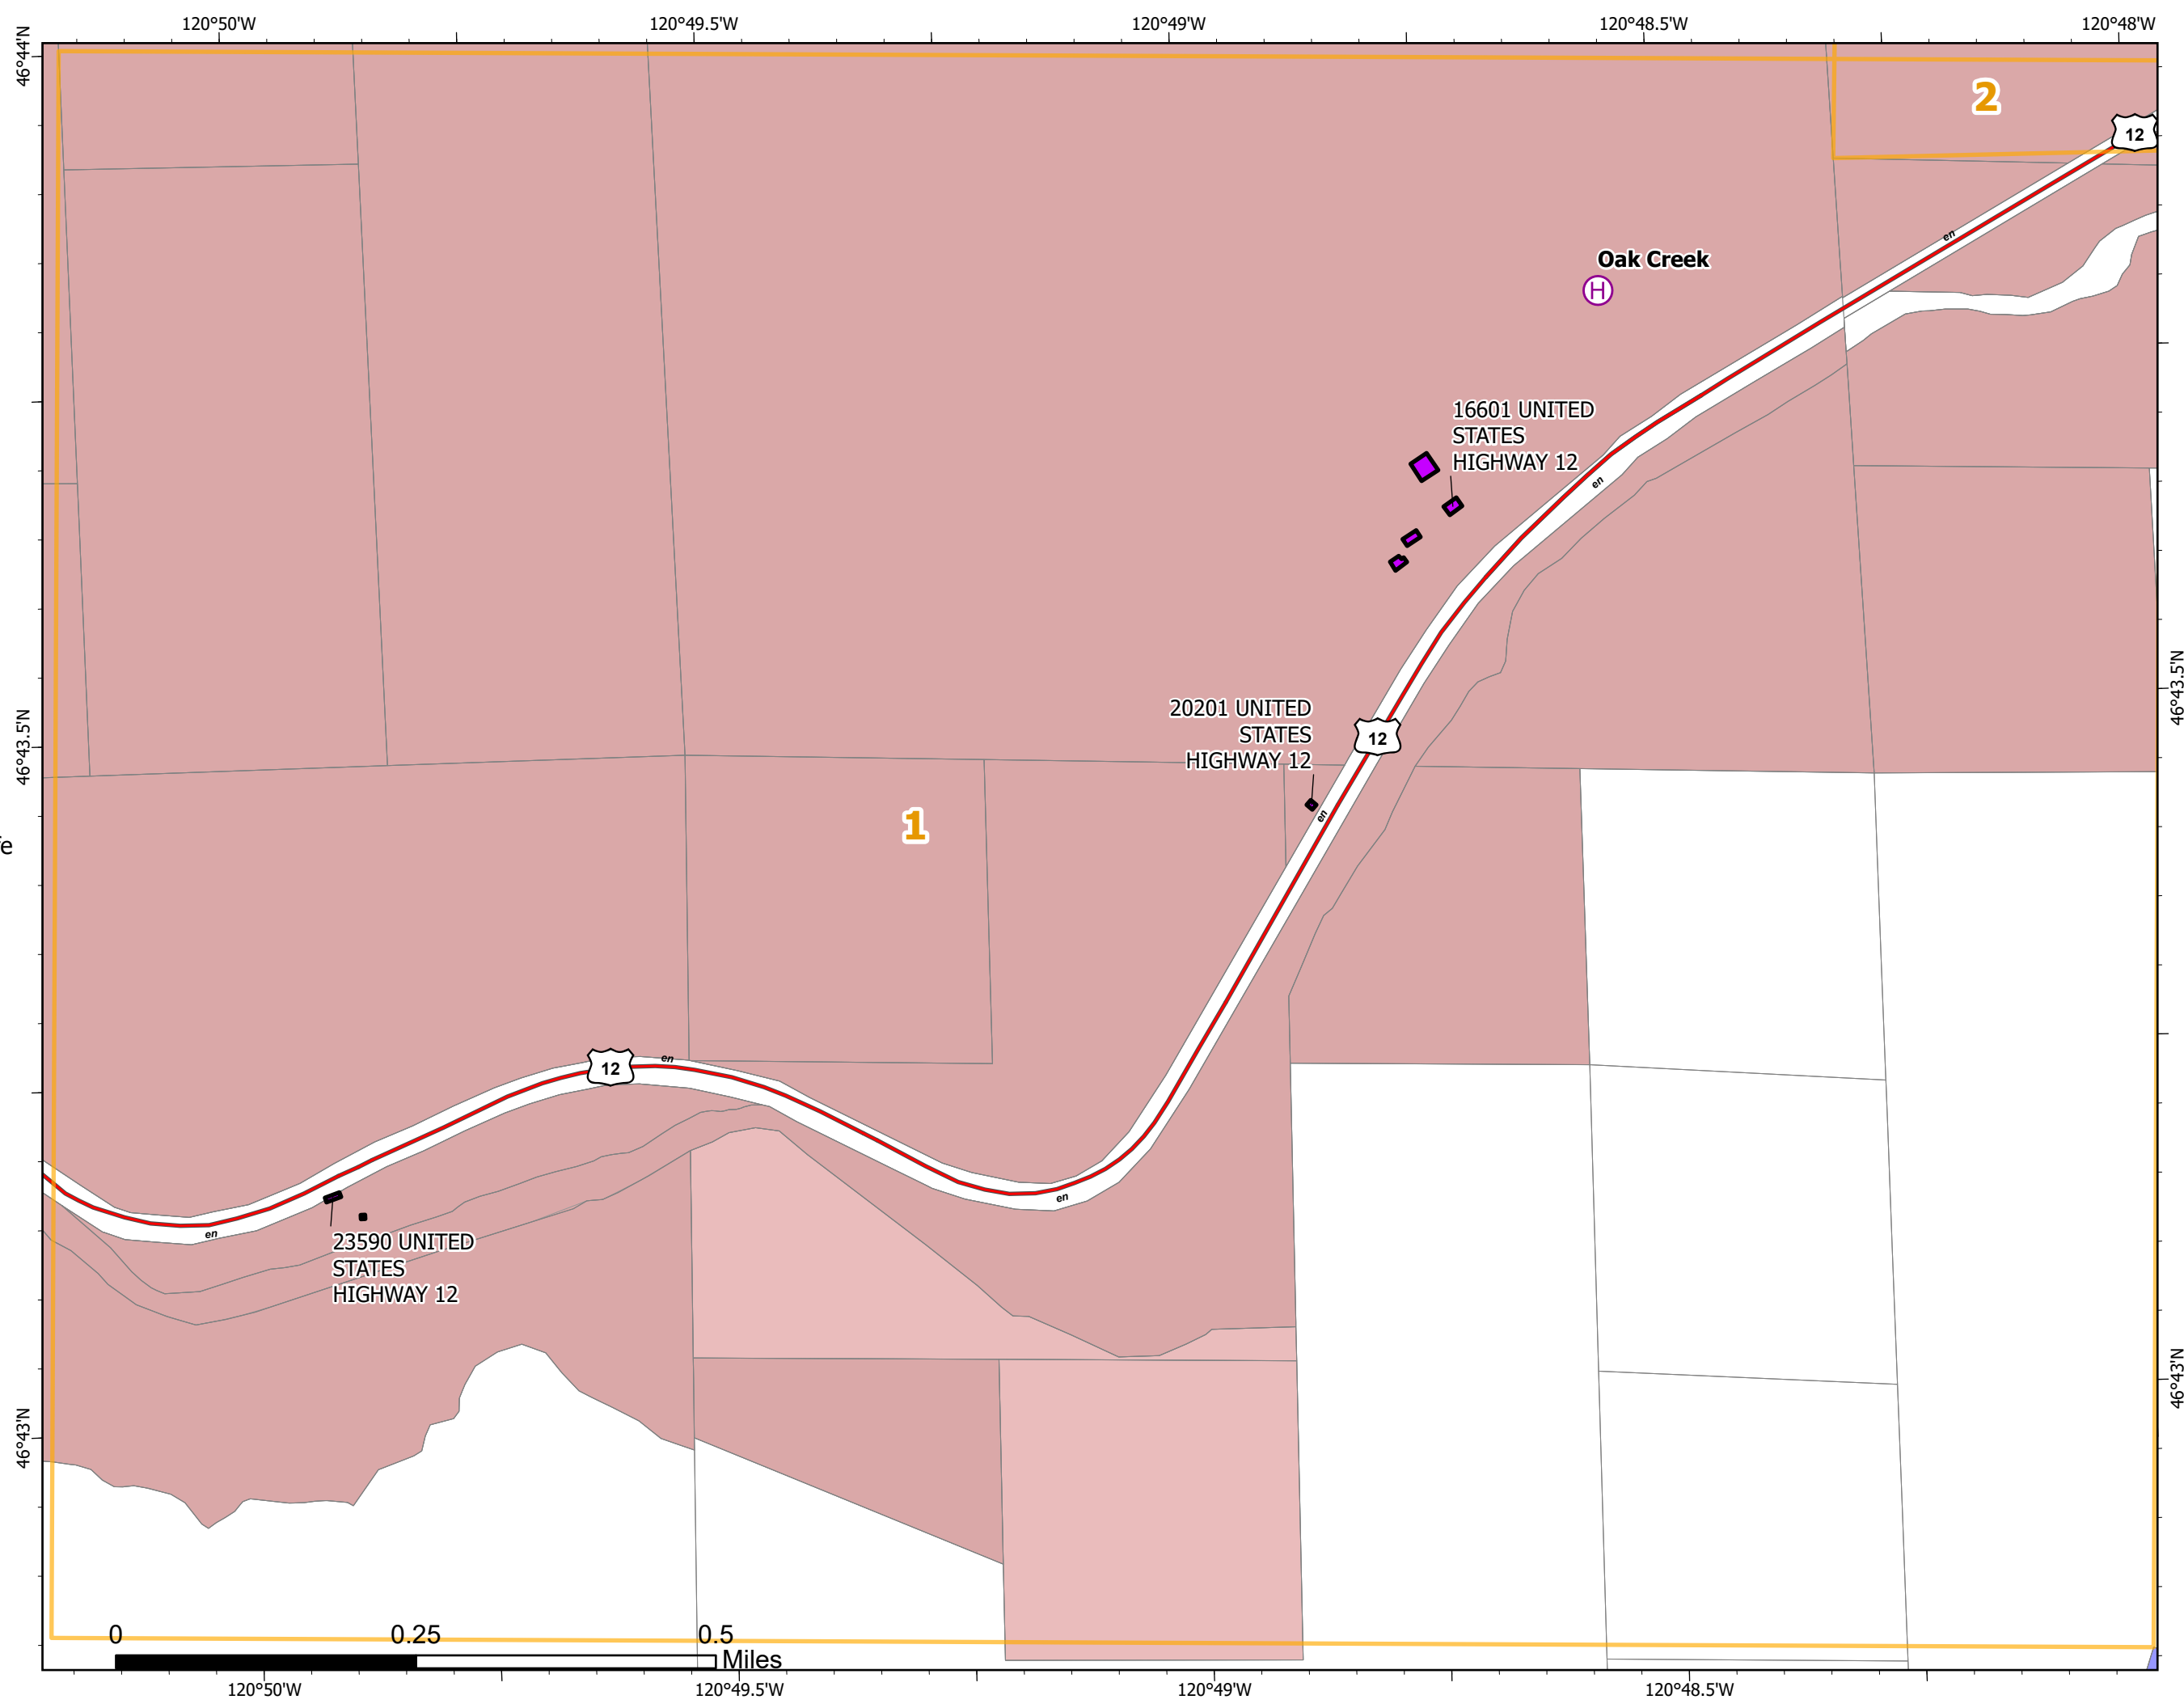 120°50'W
120°49.5'W
120°49'W
120°48.5'W
120°48'W
46°44'N
2
12
en
Oak Creek
H
16601 UNITED
STATES
HIGHWAY 12
en
46°43.5'N
46°43.5'N
20201 UNITED
STATES
HIGHWAY 12
12
en
1
e
12
en
en
en
23590 UNITED
STATES
HIGHWAY 12
46°43'N
46°43'N
0
0.25
0.5
Miles
120°50'W
120°49.5'W
120°49'W
120°48.5'W